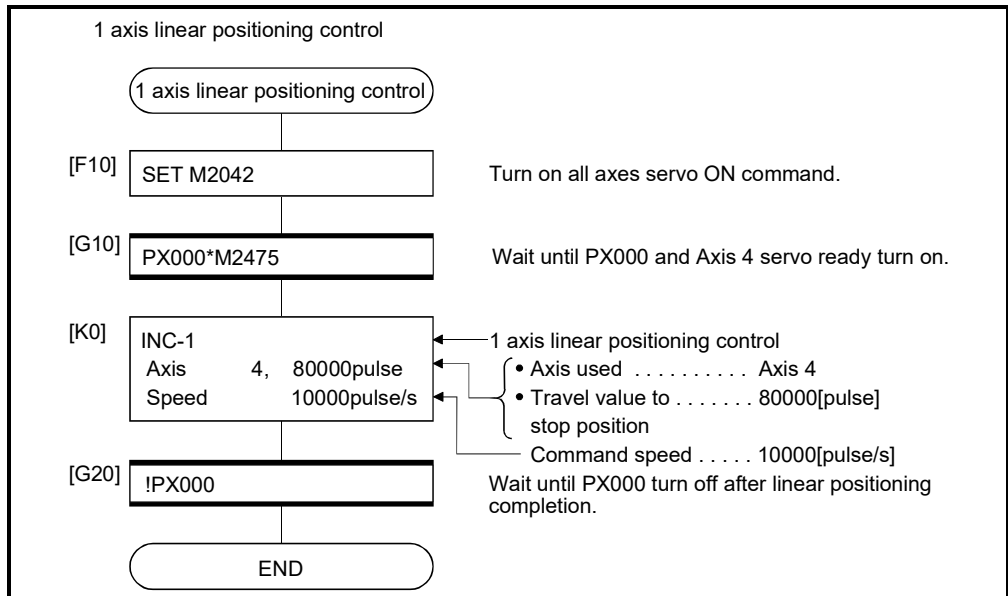 1 axis linear positioning control
1 axis linear positioning control
[F10]
SET M2042
Turn on all axes servo ON command.
[G10]
PX000*M2475
Wait until PX000 and Axis 4 servo ready turn on.
[K0]
INC-1
Axis 4, 80000pulse
Speed 10000pulse/s
1 axis linear positioning control
• Axis used . . . . . . . . . . Axis 4
• Travel value to . . . . . . . 80000[pulse]
stop position
Command speed . . . . . 10000[pulse/s]
[G20]
!PX000
Wait until PX000 turn off after linear positioning
completion.
END